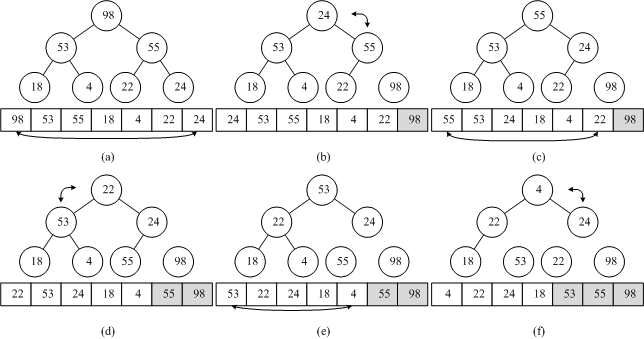 98
53 55
18 4 22 24
98 53 55 18 4 22 24
(a)
24
53 55
18 4 22 98
24 53 55 18 4 22 98
(b)
55
53 24
18 4 22 98
55 53 24 18 4 22 98
(c)
22
53 24
18 4 55 98
22 53 24 18 4 55 98
(d)
53
22 24
18 4 55 98
53 22 24 18 4 55 98
(e)
4
22 24
18 53 22 98
4 22 24 18 53 55 98
(f)